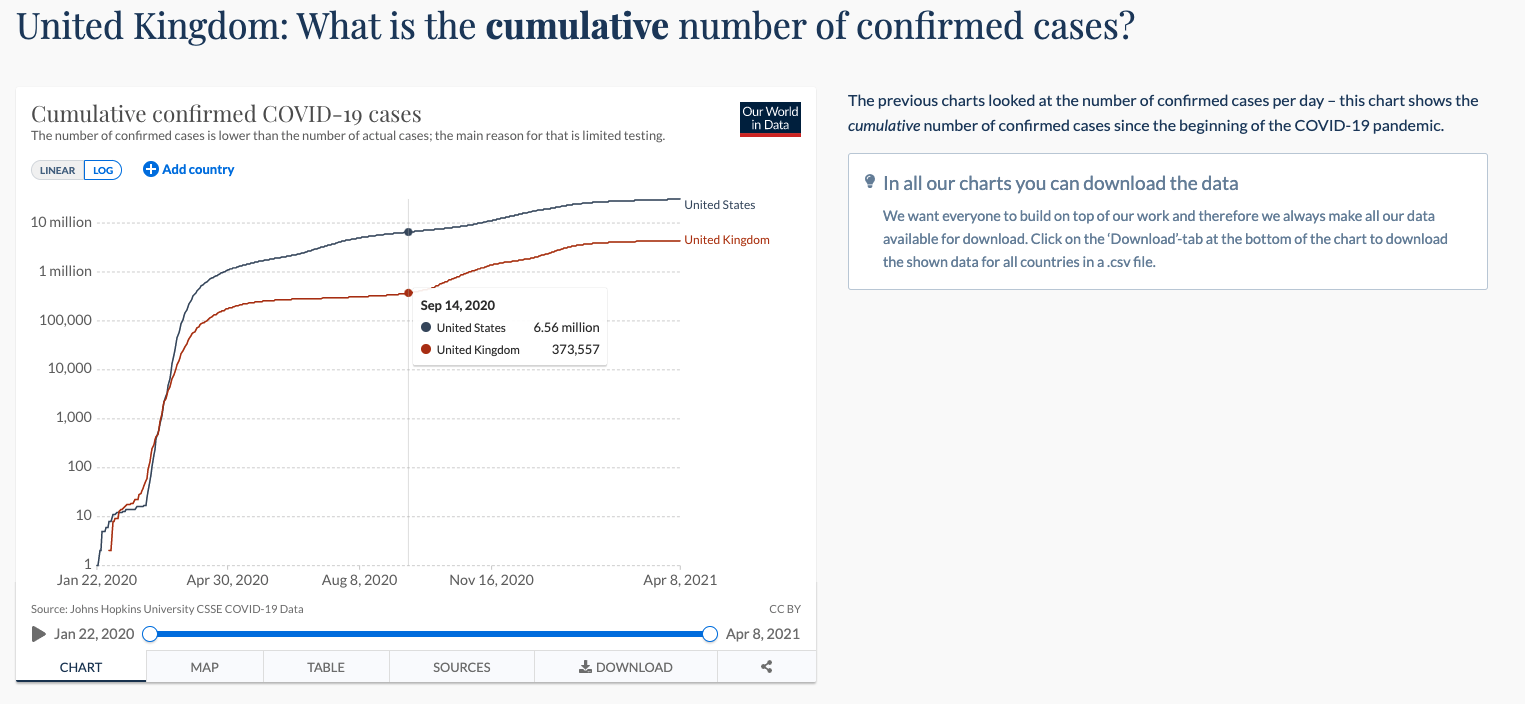 United Kingdom: What is the cumulative number of confirmed cases?
Cumulative confirmed COVID-19 cases
The number of confirmed cases is lower than the number of actual cases; the main reason for that is limited testing.
Our World
in Data
LINEAR LOG Add country
10 million
1 million
100,000
10,000
1,000
100
10
1
United States
United Kingdom
Sep 14, 2020
United States 6.56 million
United Kingdom 373,557
Jan 22, 2020 Apr 30, 2020 Aug 8, 2020 Nov 16, 2020 Apr 8, 2021
Source: Johns Hopkins University CSSE COVID-19 Data CC BY
Jan 22, 2020 Apr 8, 2021
CHART MAP TABLE SOURCES DOWNLOAD
The previous charts looked at the number of confirmed cases per day – this chart shows the
cumulative number of confirmed cases since the beginning of the COVID-19 pandemic.
In all our charts you can download the data
We want everyone to build on top of our work and therefore we always make all our data
available for download. Click on the ‘Download’-tab at the bottom of the chart to download
the shown data for all countries in a .csv file.